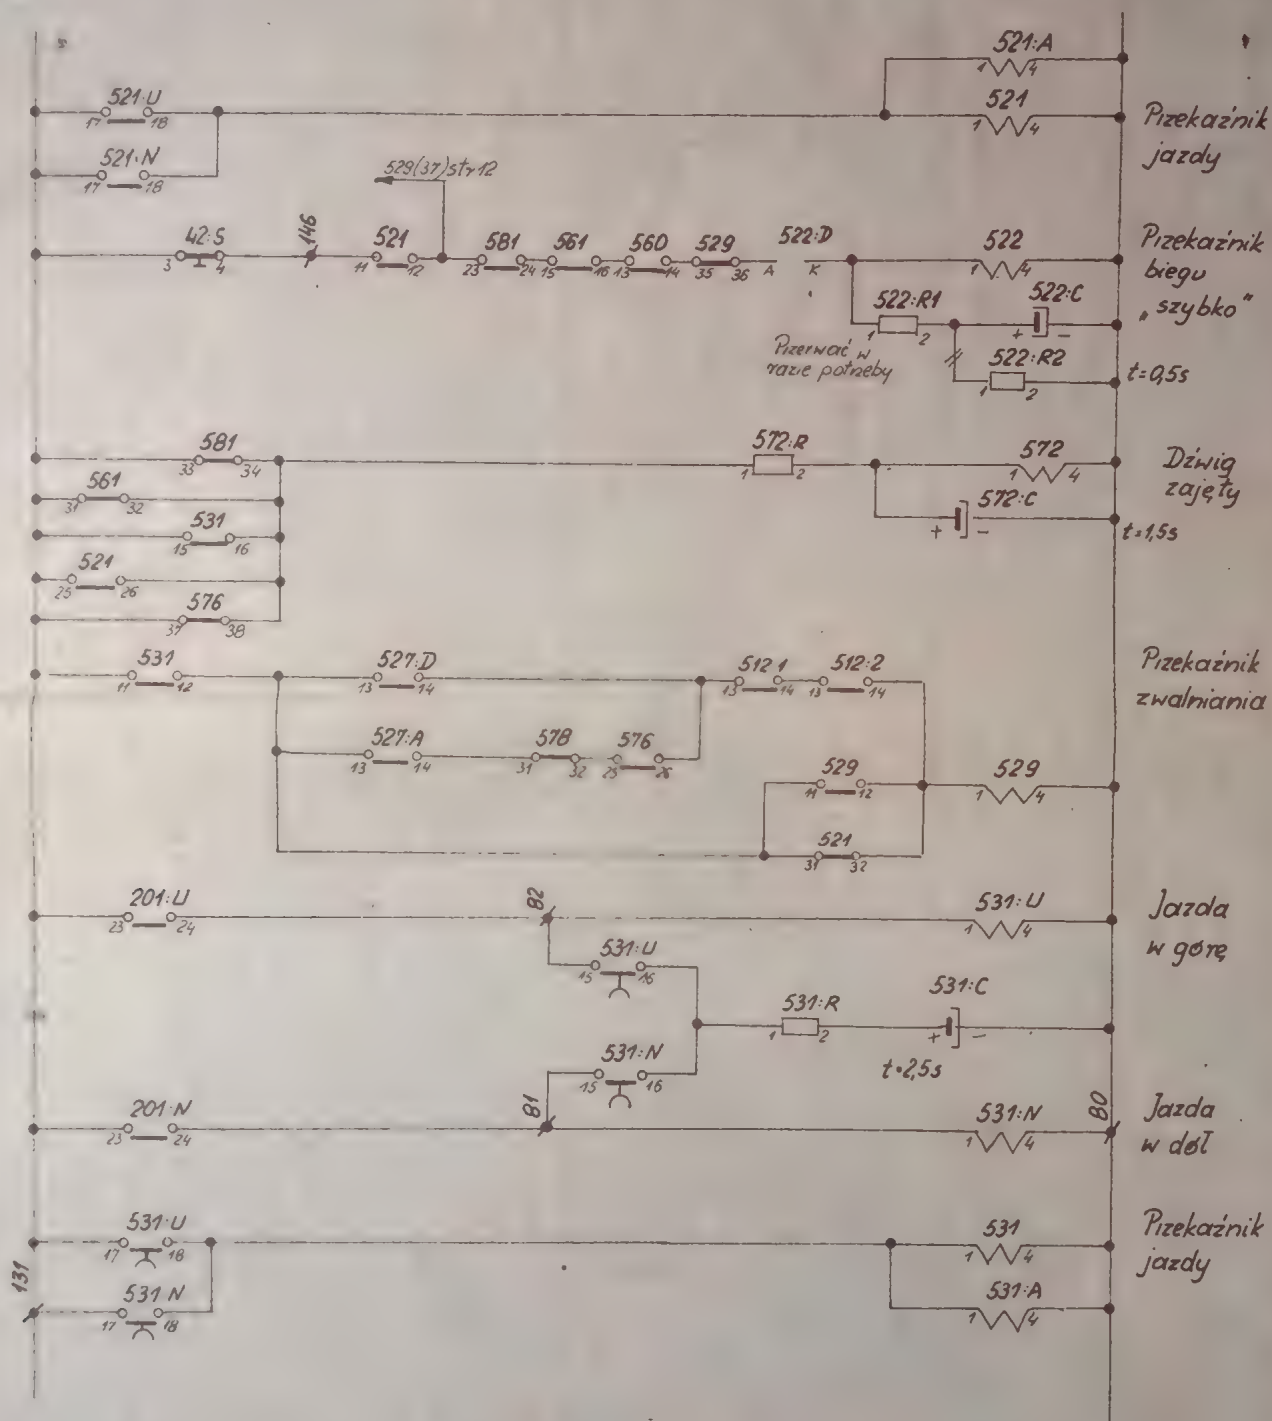 521:A
1 4
521:U
17 18
521
1 4
Przekaźnik
jazdy
521:N
17 18
529(37)str12
42:S
3 4
146
521
11 12
581
23 24
561
15 16
560
13 14
529
35 36
522:D
A K
522
1 4
Przekaźnik
biegu
„szybko"
522:R1
1 2
522:C
+ -
Przerwać w
razie potrzeby
522:R2
1 2
t=0,5s
581
33 34
572:R
1 2
572
1 4
Dźwig
zajęty
561
31 32
572:C
+ -
t=1,5s
531
15 16
521
25 26
576
37 38
531
11 12
527:D
13 14
512:1
13 14
512:2
13 14
Przekaźnik
zwalniania
527:A
13 14
578
31 32
576
25 26
529
11 12
529
1 4
521
31 32
201:U
23 24
82
531:U
1 4
Jazda
w górę
531:U
15 16
531:R
1 2
531:C
+ -
t=2,5s
531:N
15 16
201:N
23 24
81
531:N
1 4
80
Jazda
w dół
531:U
17 18
531
1 4
Przekaźnik
jazdy
131
531:N
17 18
531:A
1 4